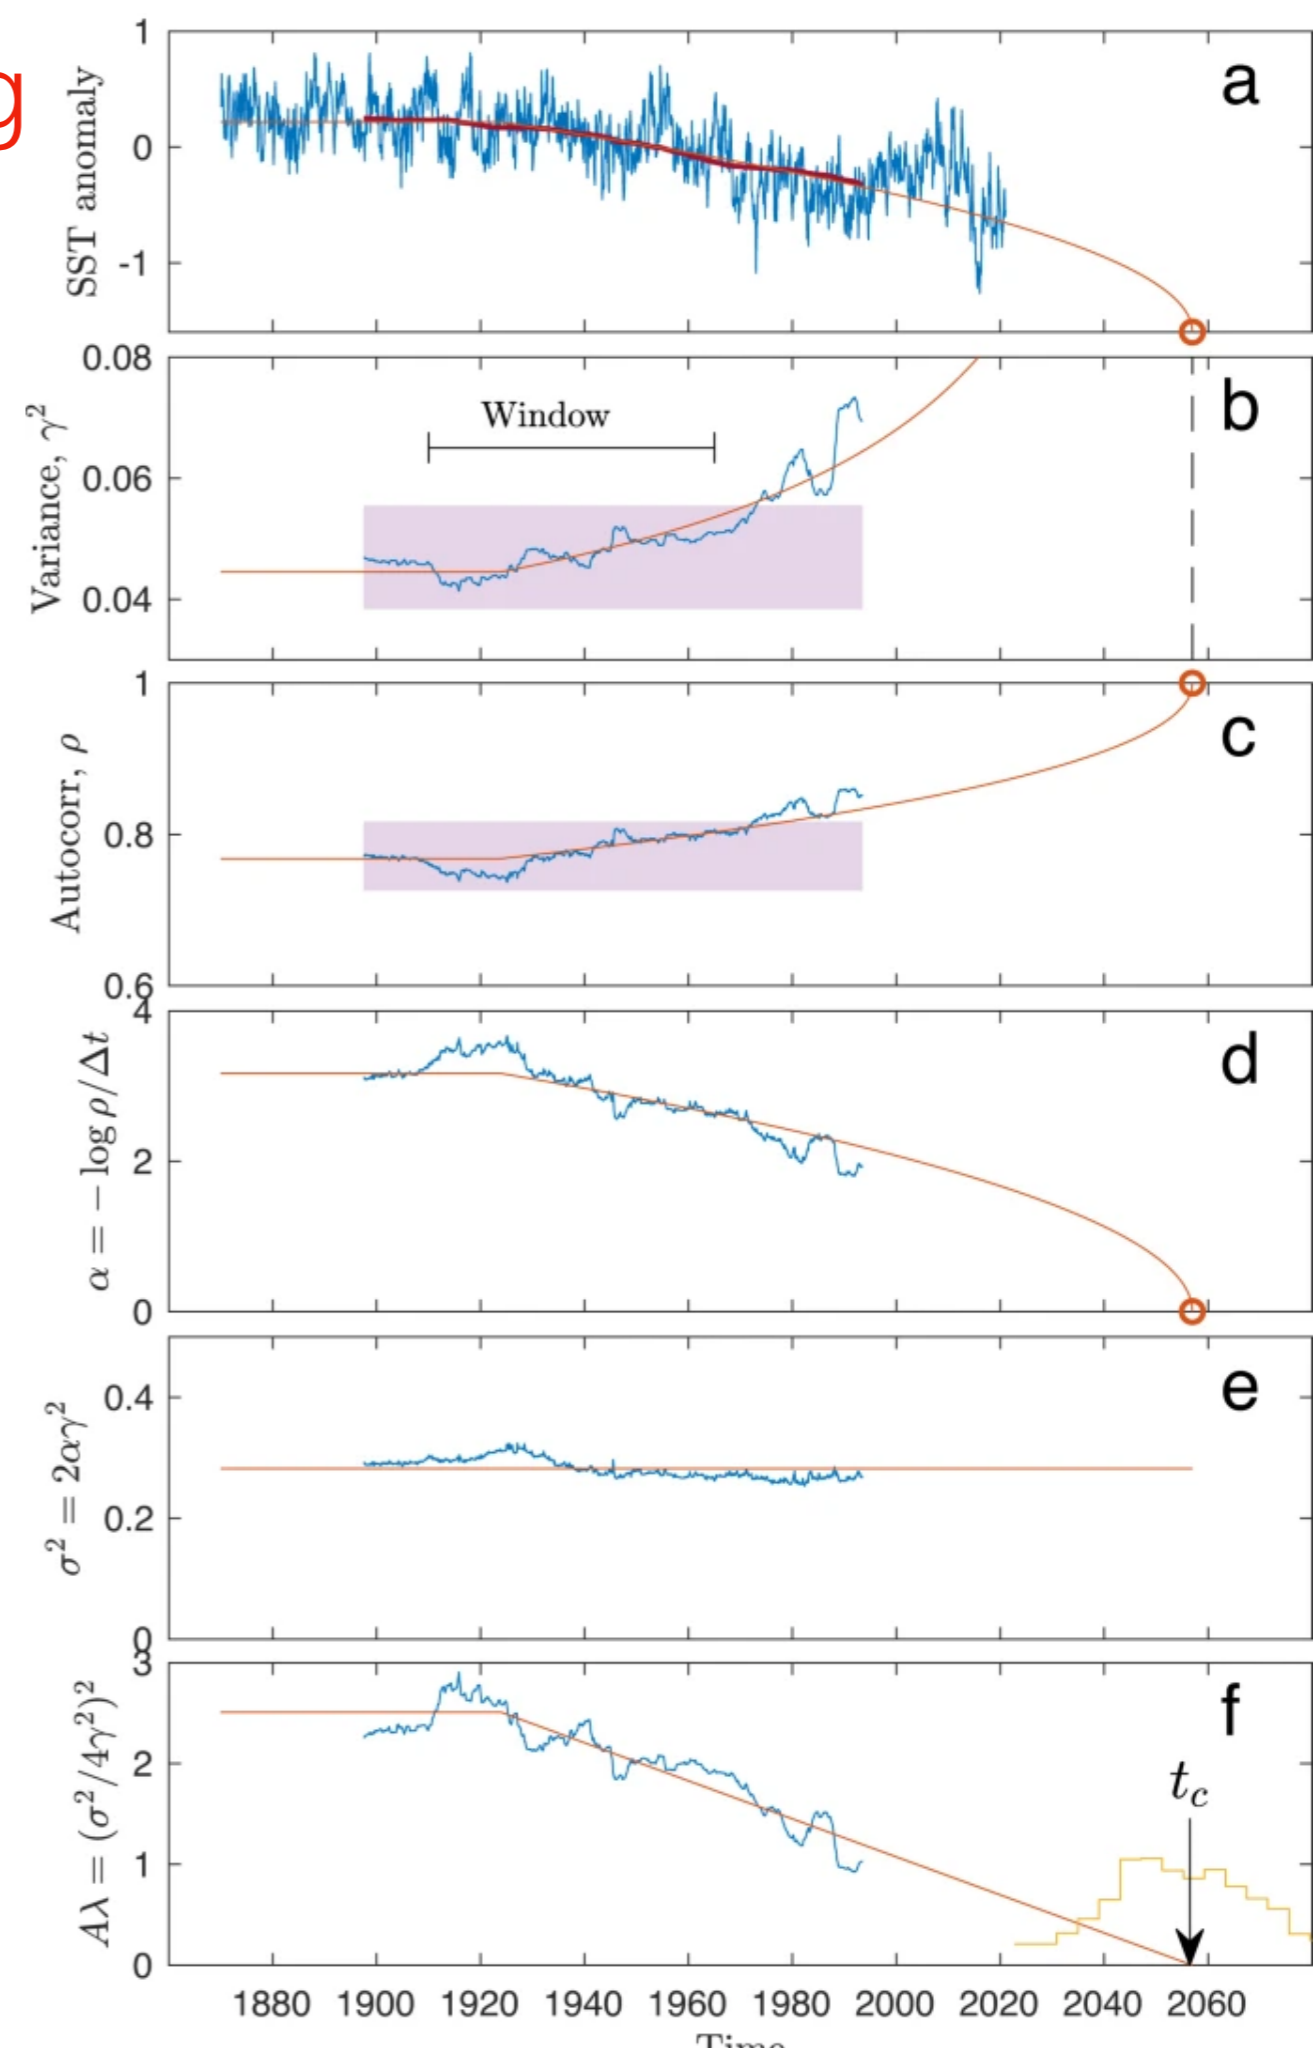 g
a
SST anomaly
1
0
-1
b
Variance, γ²
0.08
0.06
0.04
Window
c
Autocorr, ρ
1
0.8
0.6
d
α = − log ρ/Δt
4
2
0
e
σ² = 2αγ²
0.4
0.2
0
f
Aλ = (σ²/4γ²)²
3
2
1
0
t_c
1880 1900 1920 1940 1960 1980 2000 2020 2040 2060
Time